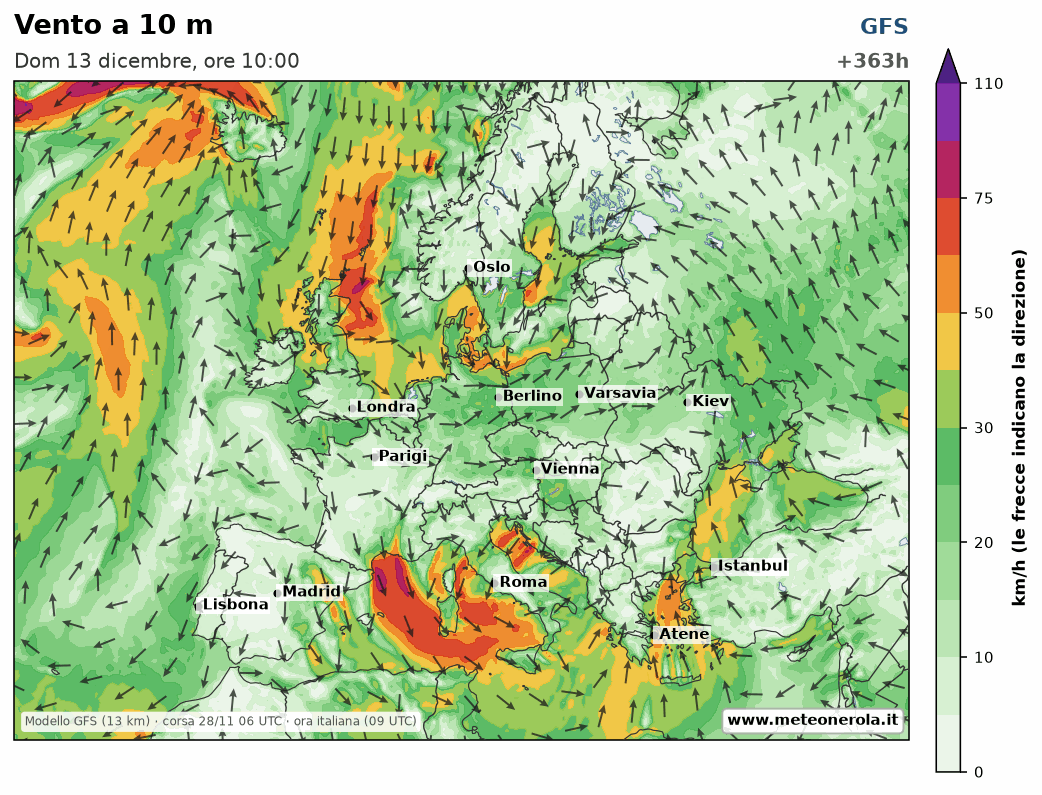 Vento a 10 m
GFS
Dom 13 dicembre, ore 10:00
+363h
110
75
50
30
20
10
0
km/h (le frecce indicano la direzione)
Oslo
Londra
Berlino
Varsavia
Kiev
Parigi
Vienna
Istanbul
Madrid
Roma
Lisbona
Atene
Modello GFS (13 km) · corsa 28/11 06 UTC · ora italiana (09 UTC)
www.meteonerola.it